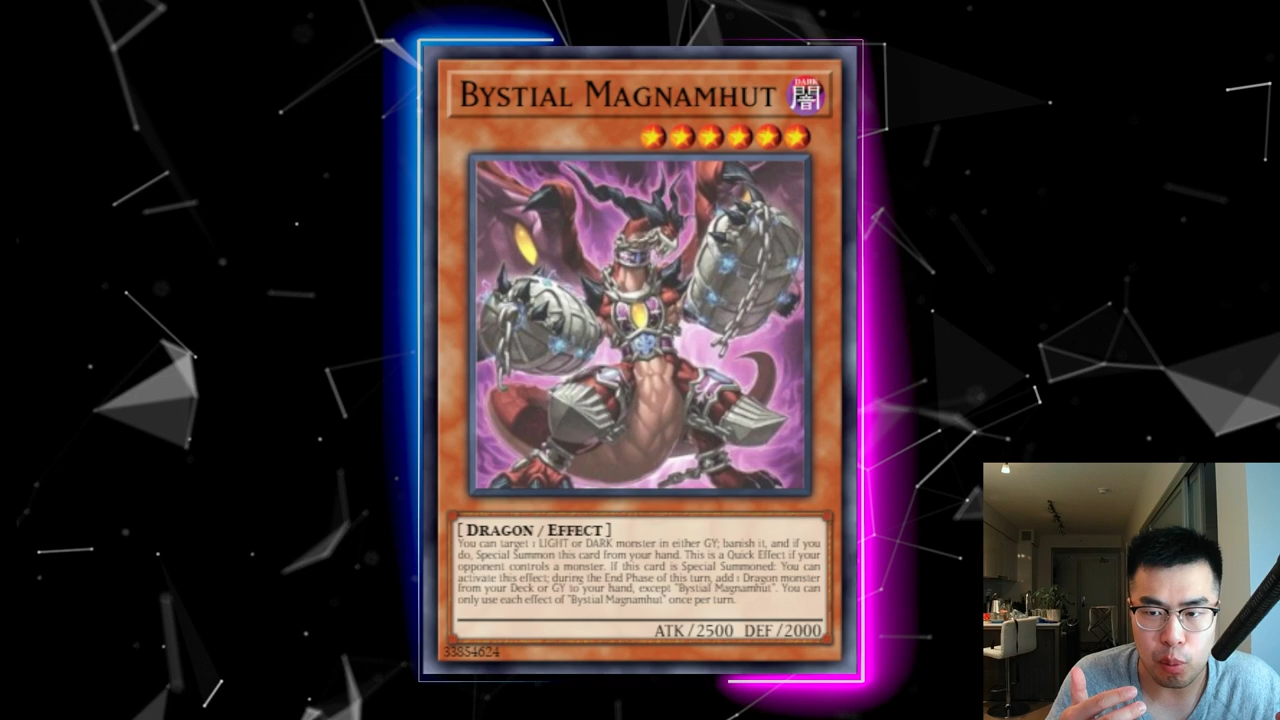 BYSTIAL MAGNAMHUT
DARK
闇
[ DRAGON / EFFECT ]
You can target 1 LIGHT or DARK monster in either GY; banish it, and if you
do, Special Summon this card from your hand. This is a Quick Effect if your
opponent controls a monster. If this card is Special Summoned: You can
activate this effect; during the End Phase of this turn, add 1 Dragon monster
from your Deck or GY to your hand, except "Bystial Magnamhut". You can
only use each effect of "Bystial Magnamhut" once per turn.
ATK/2500 DEF/2000
33854624